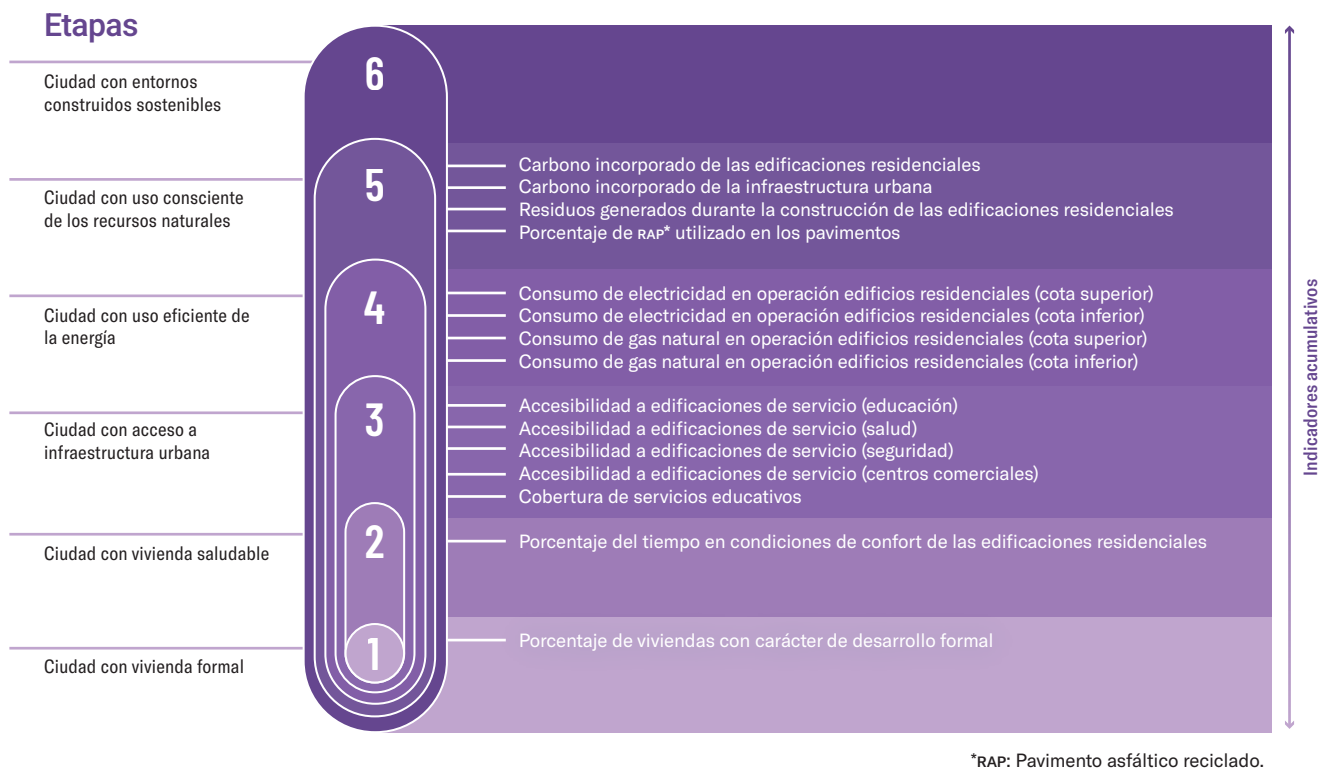 Etapas
6
Ciudad con entornos
construidos sostenibles
5
Ciudad con uso consciente
de los recursos naturales
Carbono incorporado de las edificaciones residenciales
Carbono incorporado de la infraestructura urbana
Residuos generados durante la construcción de las edificaciones residenciales
Porcentaje de RAP* utilizado en los pavimentos
4
Ciudad con uso eficiente de
la energía
Consumo de electricidad en operación edificios residenciales (cota superior)
Consumo de electricidad en operación edificios residenciales (cota inferior)
Consumo de gas natural en operación edificios residenciales (cota superior)
Consumo de gas natural en operación edificios residenciales (cota inferior)
3
Ciudad con acceso a
infraestructura urbana
Accesibilidad a edificaciones de servicio (educación)
Accesibilidad a edificaciones de servicio (salud)
Accesibilidad a edificaciones de servicio (seguridad)
Accesibilidad a edificaciones de servicio (centros comerciales)
Cobertura de servicios educativos
2
Ciudad con vivienda saludable
Porcentaje del tiempo en condiciones de confort de las edificaciones residenciales
1
Ciudad con vivienda formal
Porcentaje de viviendas con carácter de desarrollo formal
Indicadores acumulativos
*RAP: Pavimento asfáltico reciclado.